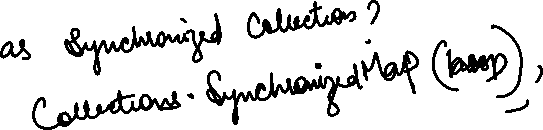 as Synchronized Collections?
Collections.SynchronizedMap (),